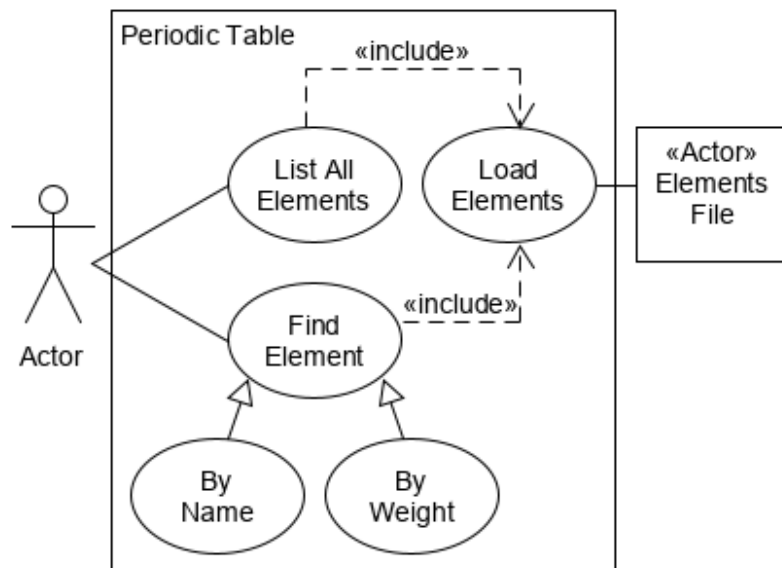 Periodic Table
«include»
List All
Elements
Load
Elements
«Actor»
Elements
File
Actor
«include»
Find
Element
By
Name
By
Weight